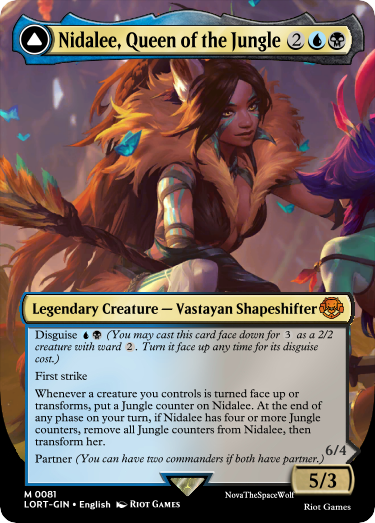 Nidalee, Queen of the Jungle 2
Legendary Creature — Vastayan Shapeshifter
Disguise (You may cast this card face down for 3 as a 2/2
creature with ward 2. Turn it face up any time for its disguise
cost.)
First strike
Whenever a creature you controls is turned face up or
transforms, put a Jungle counter on Nidalee. At the end of
any phase on your turn, if Nidalee has four or more Jungle
counters, remove all Jungle counters from Nidalee, then
transform her.
Partner (You can have two commanders if both have partner.)
6/4
5/3
M 0081
LORT-GIN • English Riot Games
NovaTheSpaceWolf
Riot Games